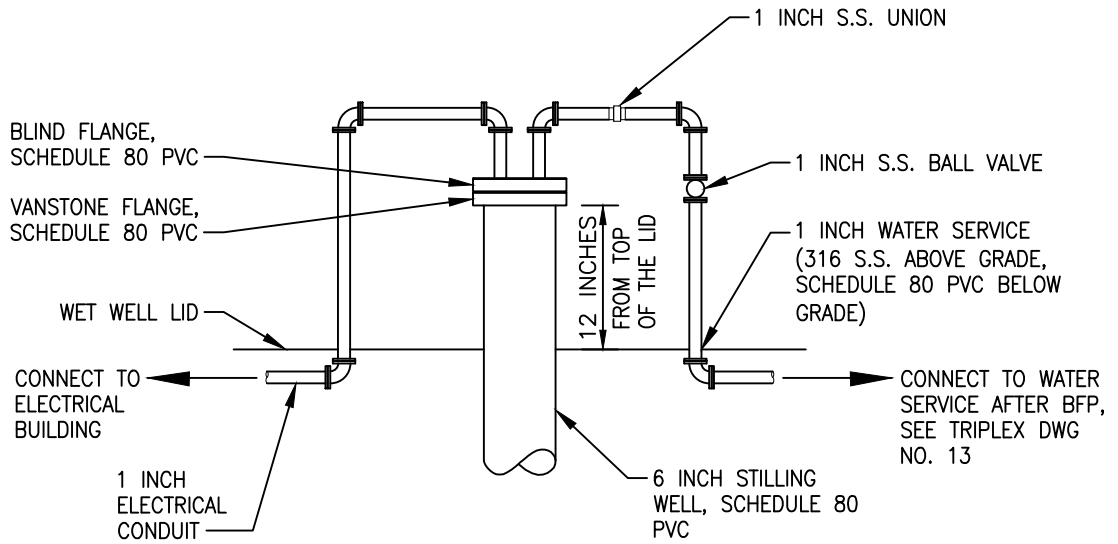 1 INCH S.S. UNION
BLIND FLANGE,
SCHEDULE 80 PVC
VANSTONE FLANGE,
SCHEDULE 80 PVC
1 INCH S.S. BALL VALVE
12 INCHES
FROM TOP
OF THE LID
1 INCH WATER SERVICE
(316 S.S. ABOVE GRADE,
SCHEDULE 80 PVC BELOW
GRADE)
WET WELL LID
CONNECT TO
ELECTRICAL
BUILDING
CONNECT TO WATER
SERVICE AFTER BFP,
SEE TRIPLEX DWG
NO. 13
1 INCH
ELECTRICAL
CONDUIT
6 INCH STILLING
WELL, SCHEDULE 80
PVC